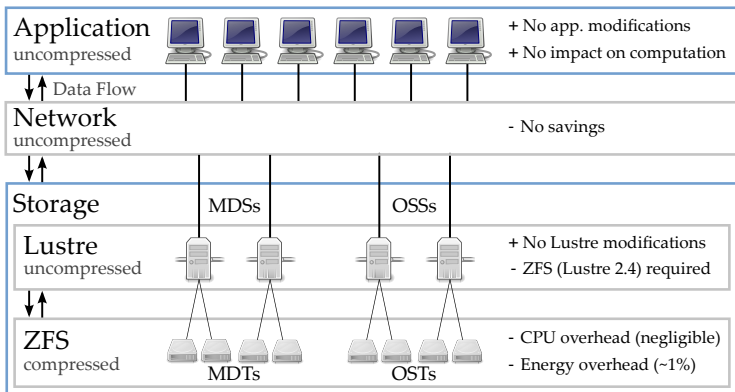 Application
uncompressed
+ No app. modifications
+ No impact on computation
Data Flow
Network
uncompressed
- No savings
Storage
MDSs
OSSs
Lustre
uncompressed
+ No Lustre modifications
- ZFS (Lustre 2.4) required
ZFS
compressed
MDTs
OSTs
- CPU overhead (negligible)
- Energy overhead (~1%)